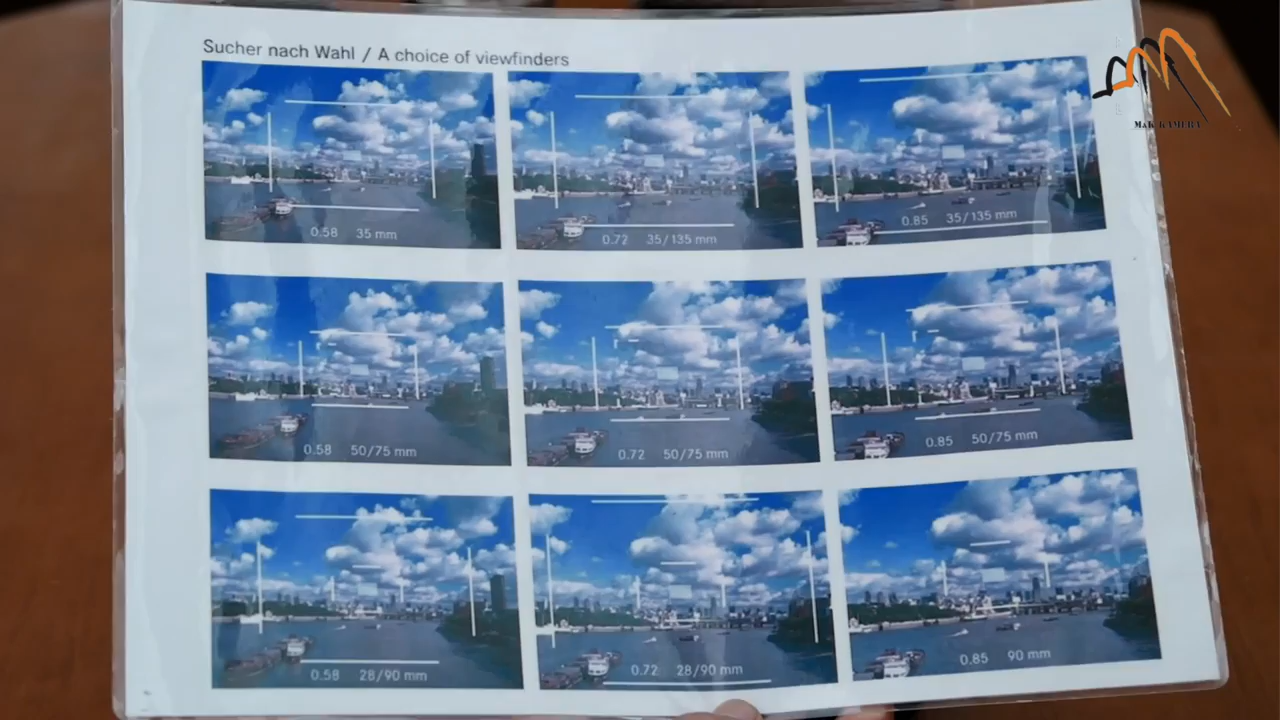 Sucher nach Wahl / A choice of viewfinders
MaK KAMERA
0.58 35 mm
0.72 35/135 mm
0.85 35/135 mm
0.58 50/75 mm
0.72 50/75 mm
0.85 50/75 mm
0.58 28/90 mm
0.72 28/90 mm
0.85 90 mm